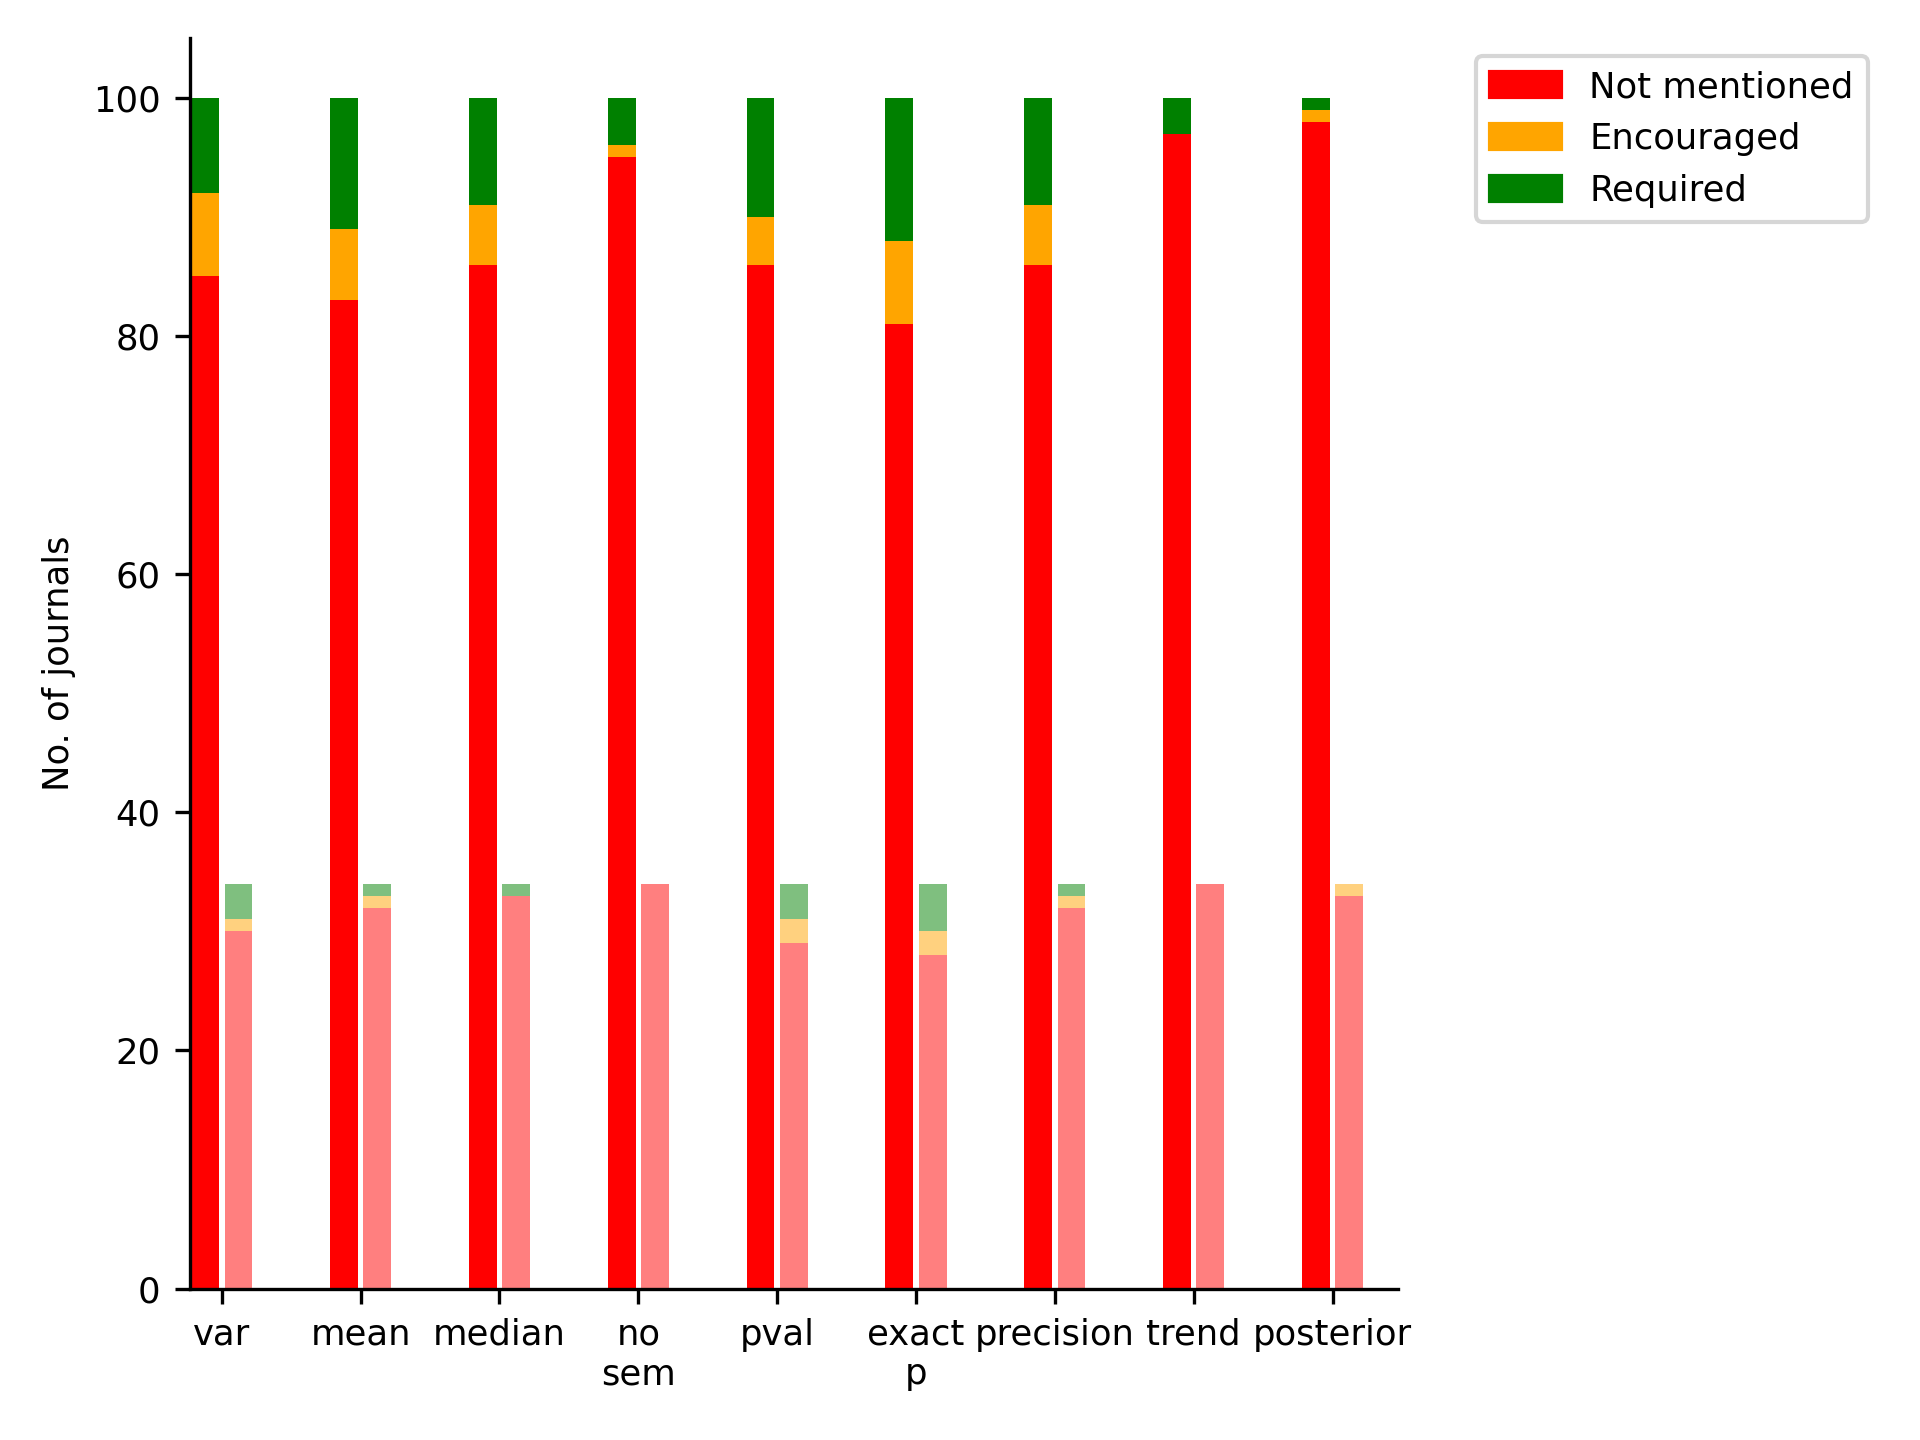 Not mentioned
Encouraged
Required
No. of journals
100
80
60
40
20
0
var mean median no sem pval exact p precision trend posterior